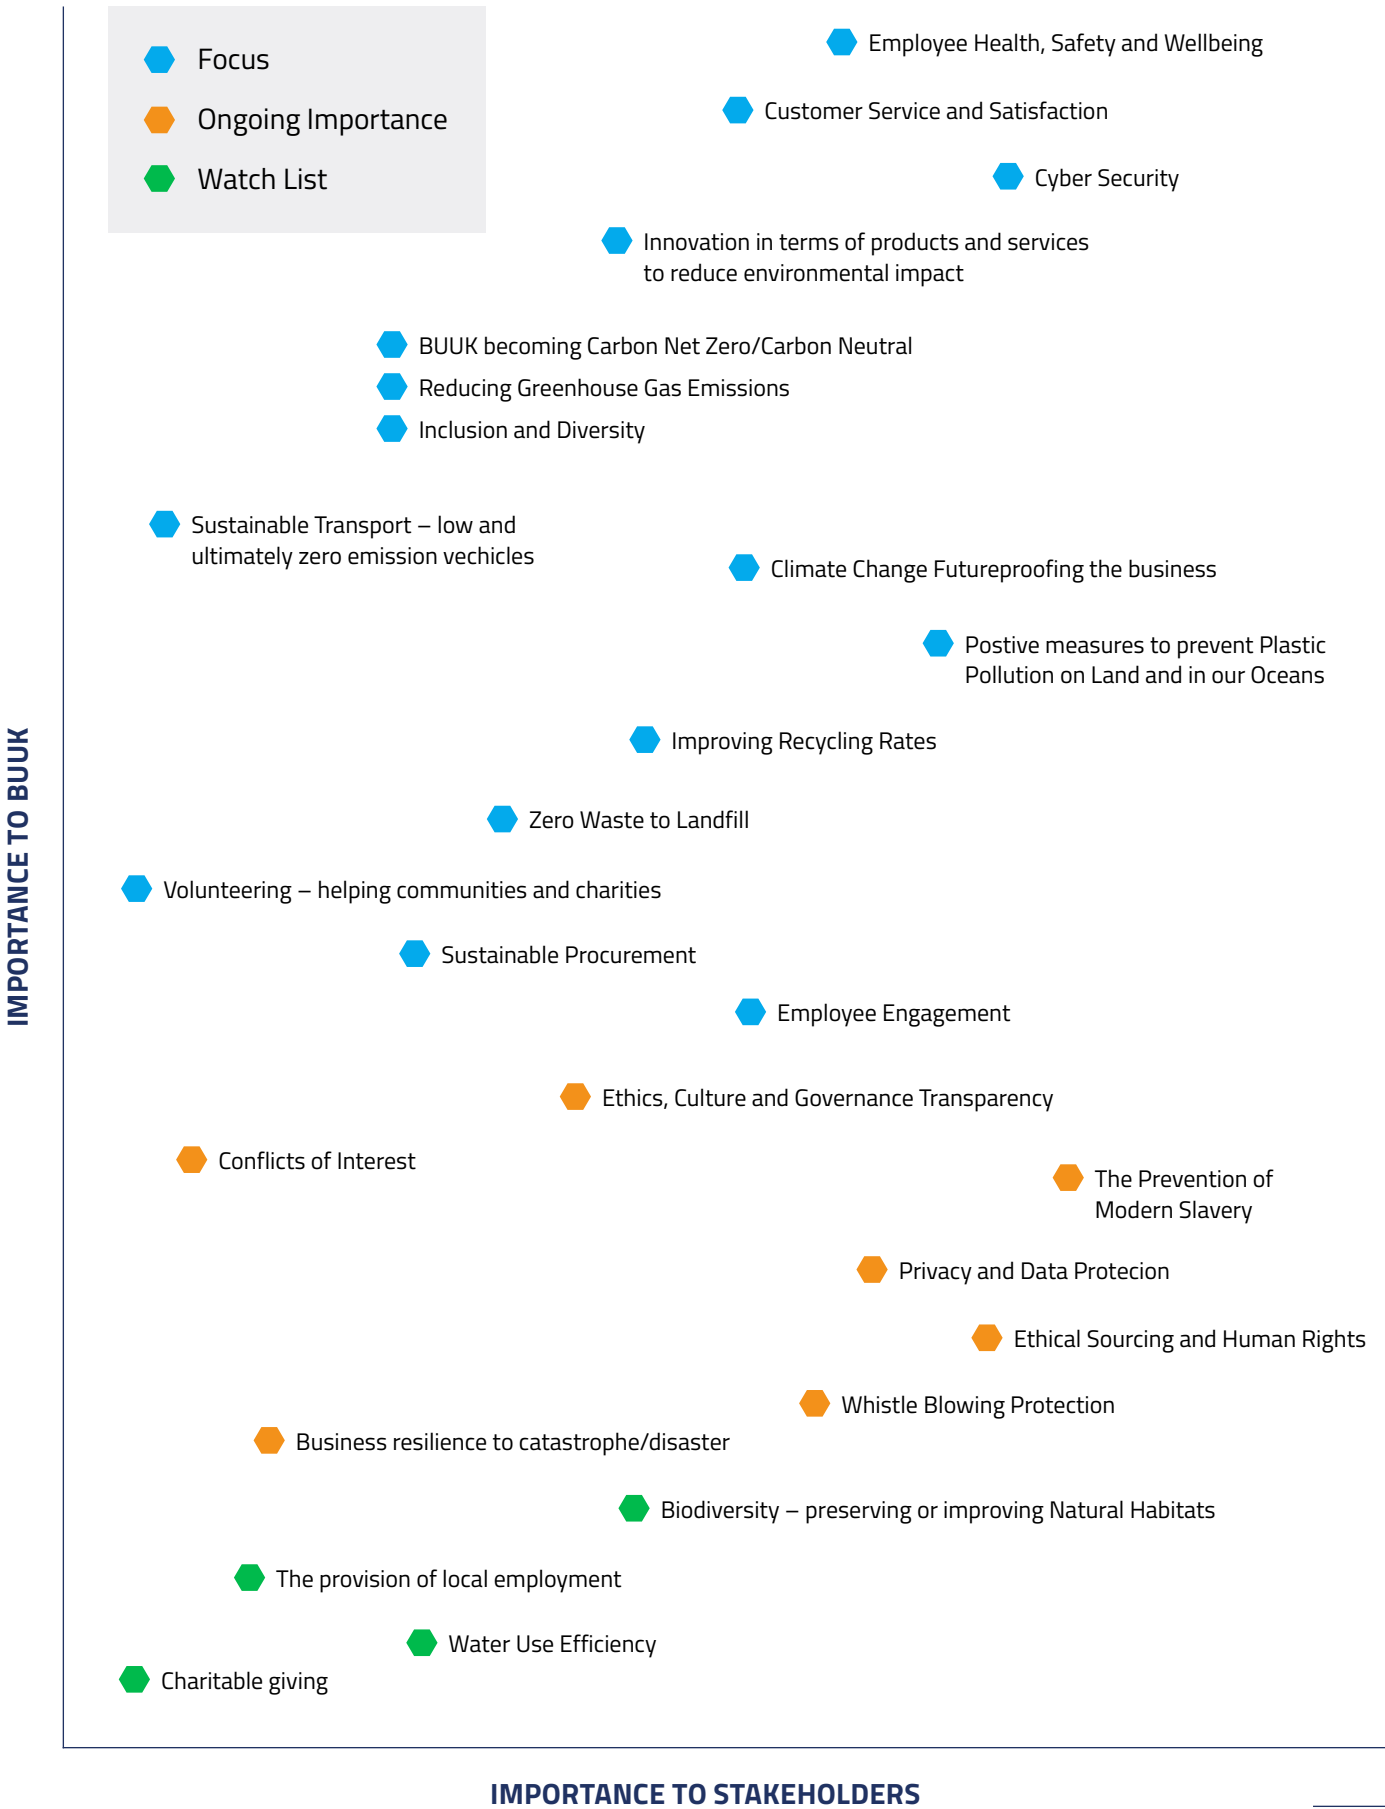 Focus
Ongoing Importance
Watch List
Employee Health, Safety and Wellbeing
Customer Service and Satisfaction
Cyber Security
Innovation in terms of products and services
to reduce environmental impact
BUUK becoming Carbon Net Zero/Carbon Neutral
Reducing Greenhouse Gas Emissions
Inclusion and Diversity
Sustainable Transport – low and
ultimately zero emission vechicles
Climate Change Futureproofing the business
Postive measures to prevent Plastic
Pollution on Land and in our Oceans
Improving Recycling Rates
Zero Waste to Landfill
Volunteering – helping communities and charities
Sustainable Procurement
Employee Engagement
Ethics, Culture and Governance Transparency
Conflicts of Interest
The Prevention of
Modern Slavery
Privacy and Data Protecion
Ethical Sourcing and Human Rights
Whistle Blowing Protection
Business resilience to catastrophe/disaster
Biodiversity – preserving or improving Natural Habitats
The provision of local employment
Water Use Efficiency
Charitable giving
IMPORTANCE TO BUUK
IMPORTANCE TO STAKEHOLDERS